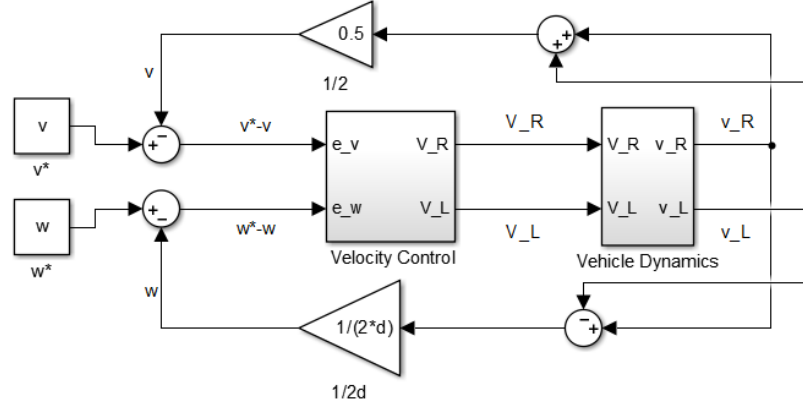 0.5
+
+
v
1/2
v
v*
−
+
v*-v
e_v
V_R
V_R
V_R
v_R
v_R
w
w*
+
−
w*-w
e_w
V_L
V_L
V_L
v_L
v_L
Velocity Control
Vehicle Dynamics
w
1/(2*d)
−
+
1/2d